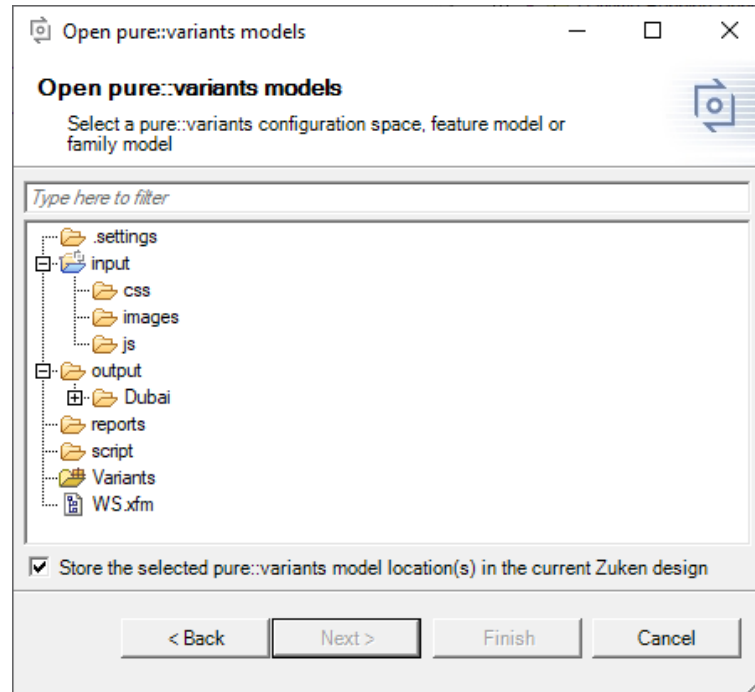 Open pure::variants models
Open pure::variants models
Select a pure::variants configuration space, feature model or
family model
Type here to filter
.settings
input
css
images
js
output
Dubai
reports
script
Variants
WS.xfm
Store the selected pure::variants model location(s) in the current Zuken design
< Back Next > Finish Cancel